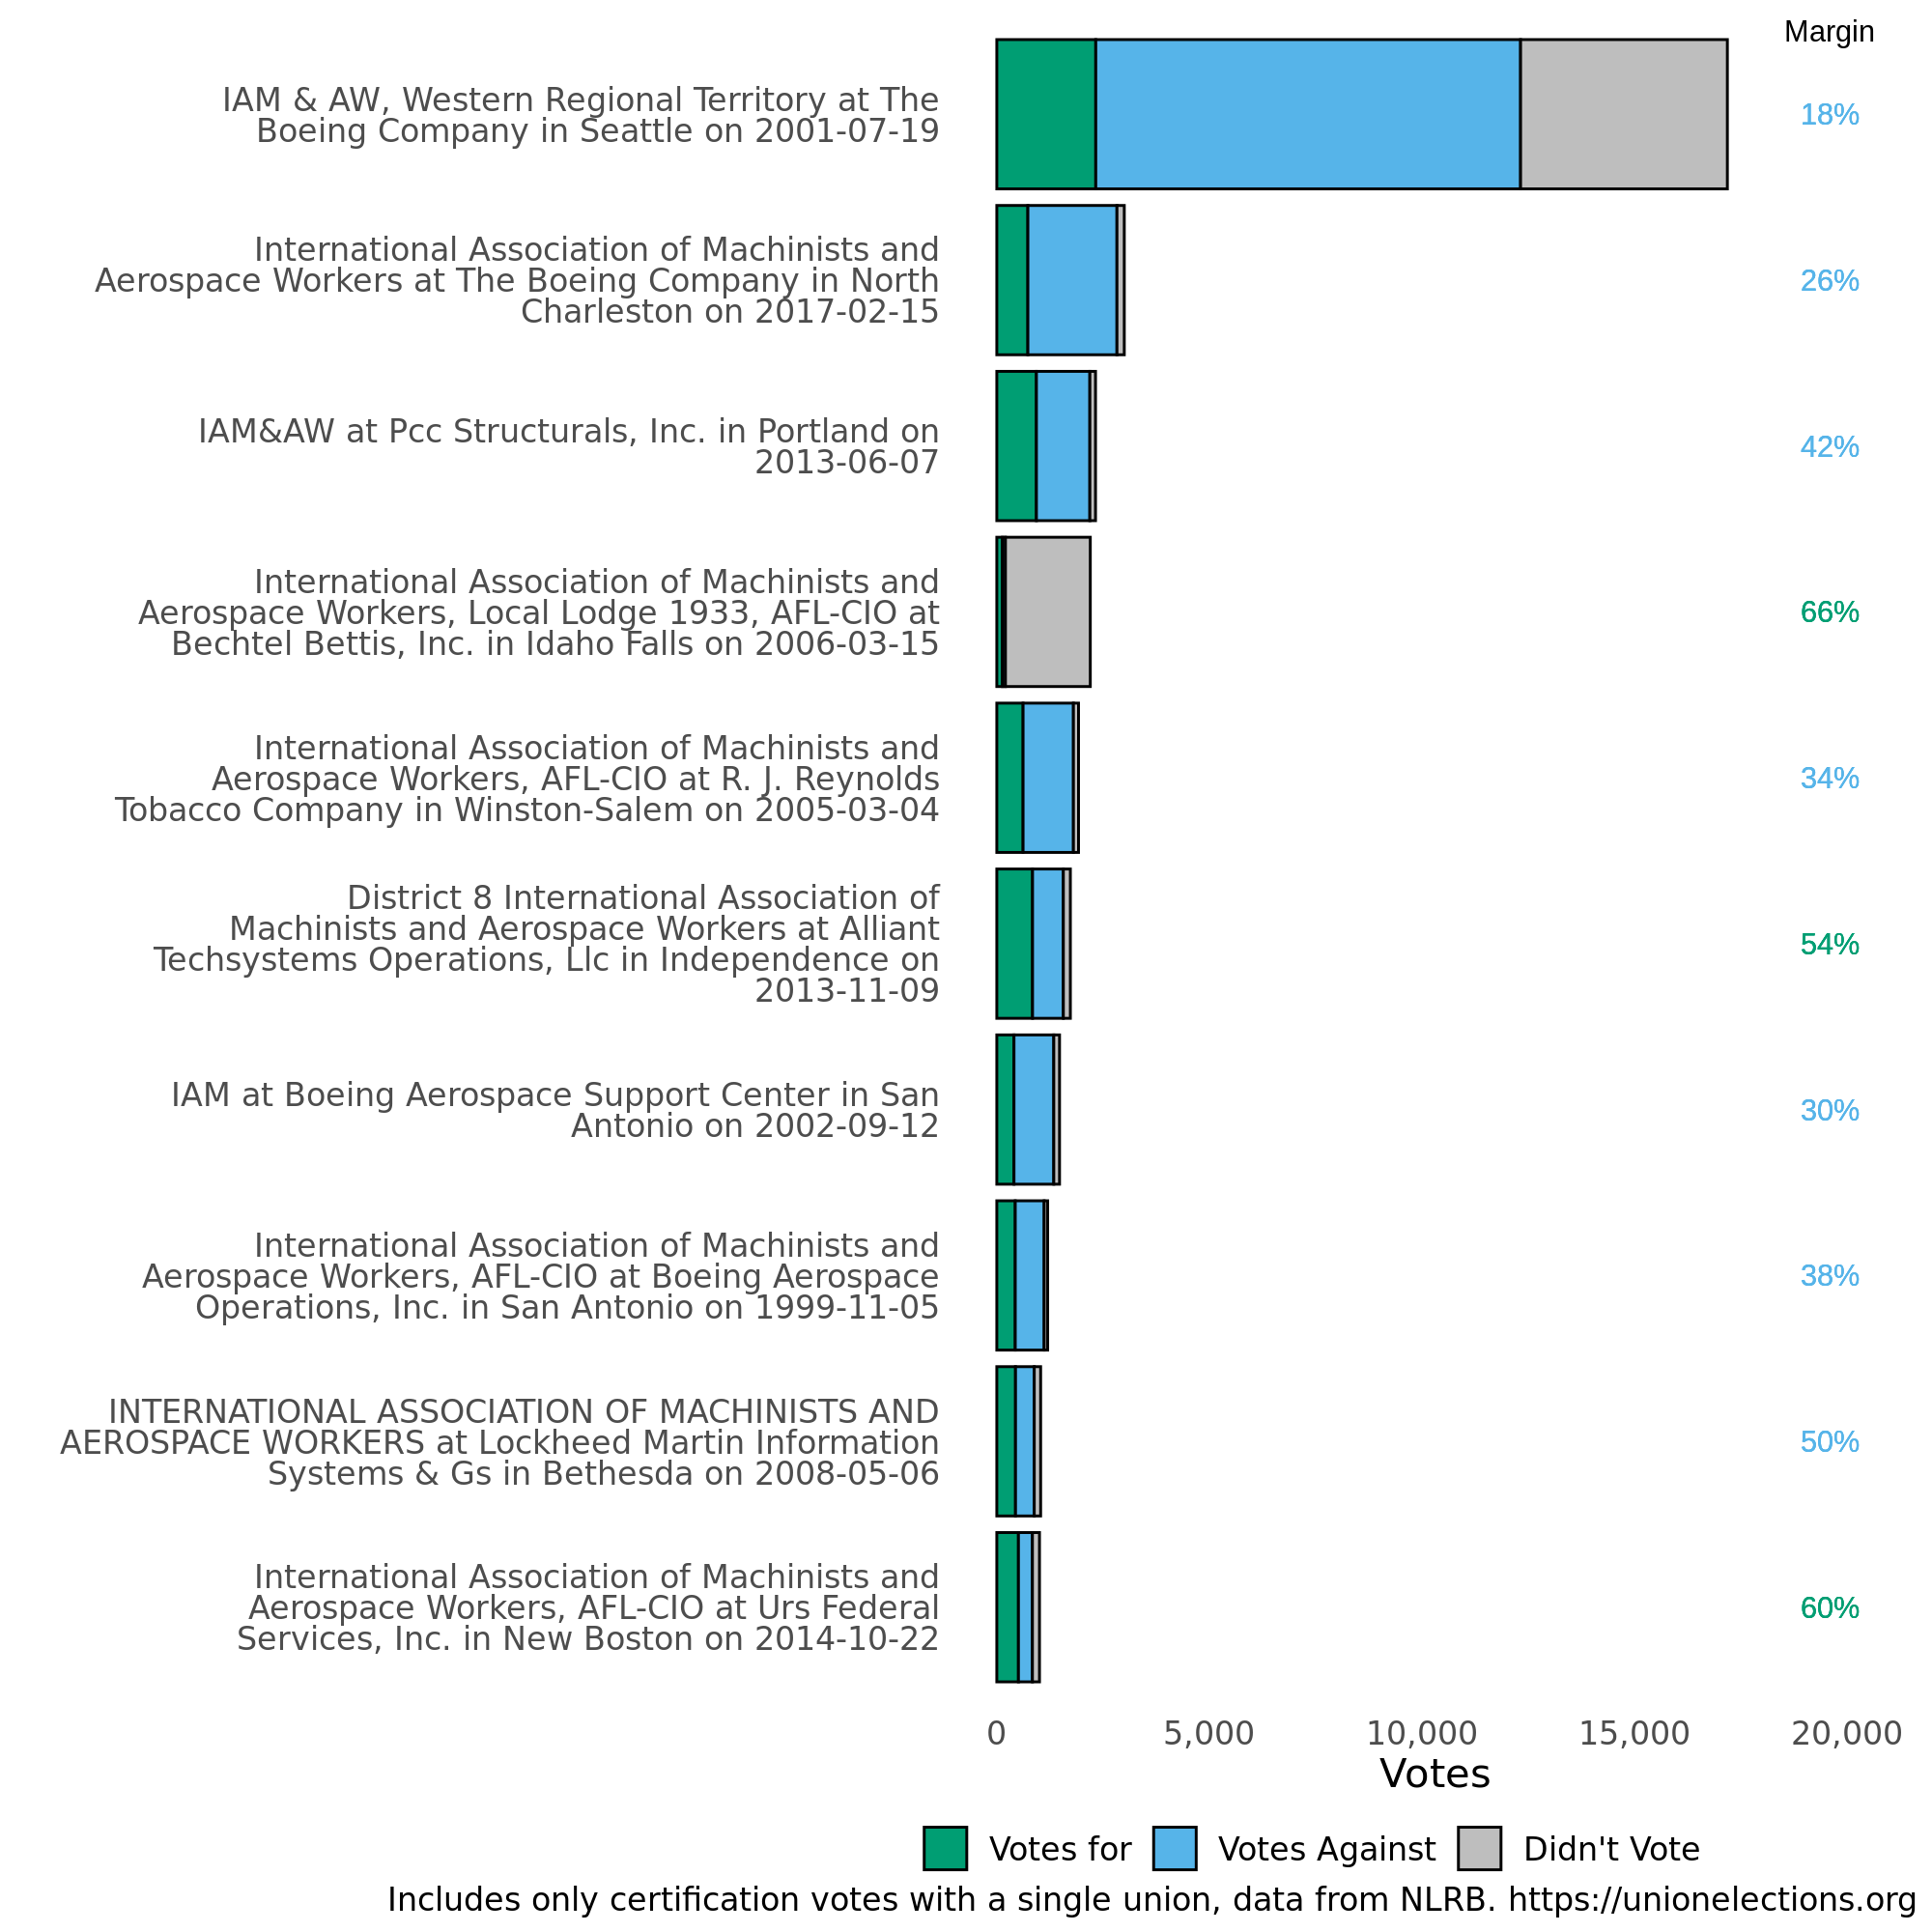 Margin
IAM & AW, Western Regional Territory at The
Boeing Company in Seattle on 2001-07-19
18%
International Association of Machinists and
Aerospace Workers at The Boeing Company in North
Charleston on 2017-02-15
26%
IAM&AW at Pcc Structurals, Inc. in Portland on
2013-06-07
42%
International Association of Machinists and
Aerospace Workers, Local Lodge 1933, AFL-CIO at
Bechtel Bettis, Inc. in Idaho Falls on 2006-03-15
66%
International Association of Machinists and
Aerospace Workers, AFL-CIO at R. J. Reynolds
Tobacco Company in Winston-Salem on 2005-03-04
34%
District 8 International Association of
Machinists and Aerospace Workers at Alliant
Techsystems Operations, Llc in Independence on
2013-11-09
54%
IAM at Boeing Aerospace Support Center in San
Antonio on 2002-09-12
30%
International Association of Machinists and
Aerospace Workers, AFL-CIO at Boeing Aerospace
Operations, Inc. in San Antonio on 1999-11-05
38%
INTERNATIONAL ASSOCIATION OF MACHINISTS AND
AEROSPACE WORKERS at Lockheed Martin Information
Systems & Gs in Bethesda on 2008-05-06
50%
International Association of Machinists and
Aerospace Workers, AFL-CIO at Urs Federal
Services, Inc. in New Boston on 2014-10-22
60%
0 5,000 10,000 15,000 20,000
Votes
Votes for Votes Against Didn't Vote
Includes only certification votes with a single union, data from NLRB. https://unionelections.org